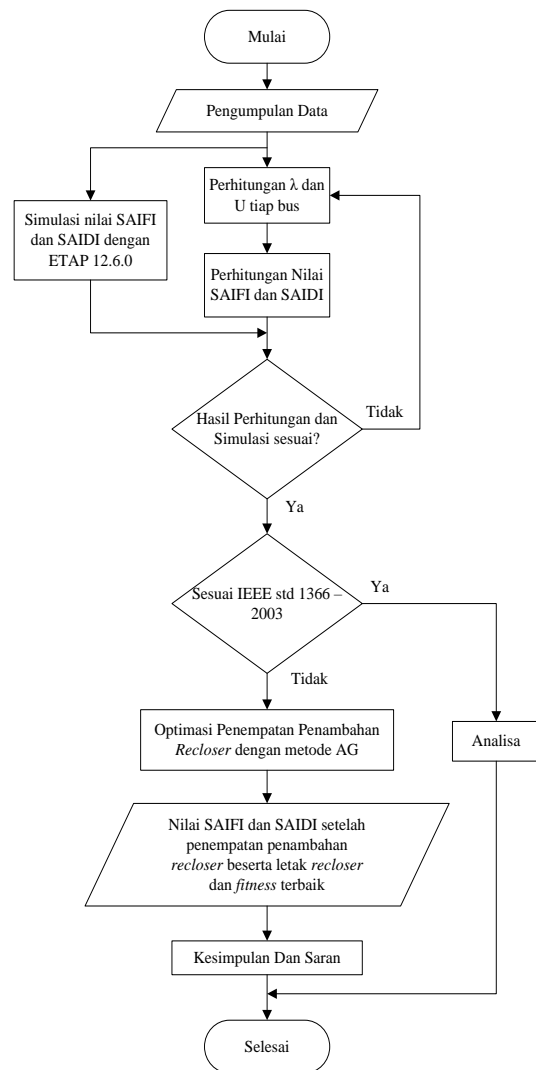 Mulai
Pengumpulan Data
Simulasi nilai SAIFI
dan SAIDI dengan
ETAP 12.6.0
Perhitungan λ dan
U tiap bus
Perhitungan Nilai
SAIFI dan SAIDI
Hasil Perhitungan dan
Simulasi sesuai?
Tidak
Ya
Sesuai IEEE std 1366 –
2003
Ya
Tidak
Optimasi Penempatan Penambahan
Recloser dengan metode AG
Analisa
Nilai SAIFI dan SAIDI setelah
penempatan penambahan
recloser beserta letak recloser
dan fitness terbaik
Kesimpulan Dan Saran
Selesai